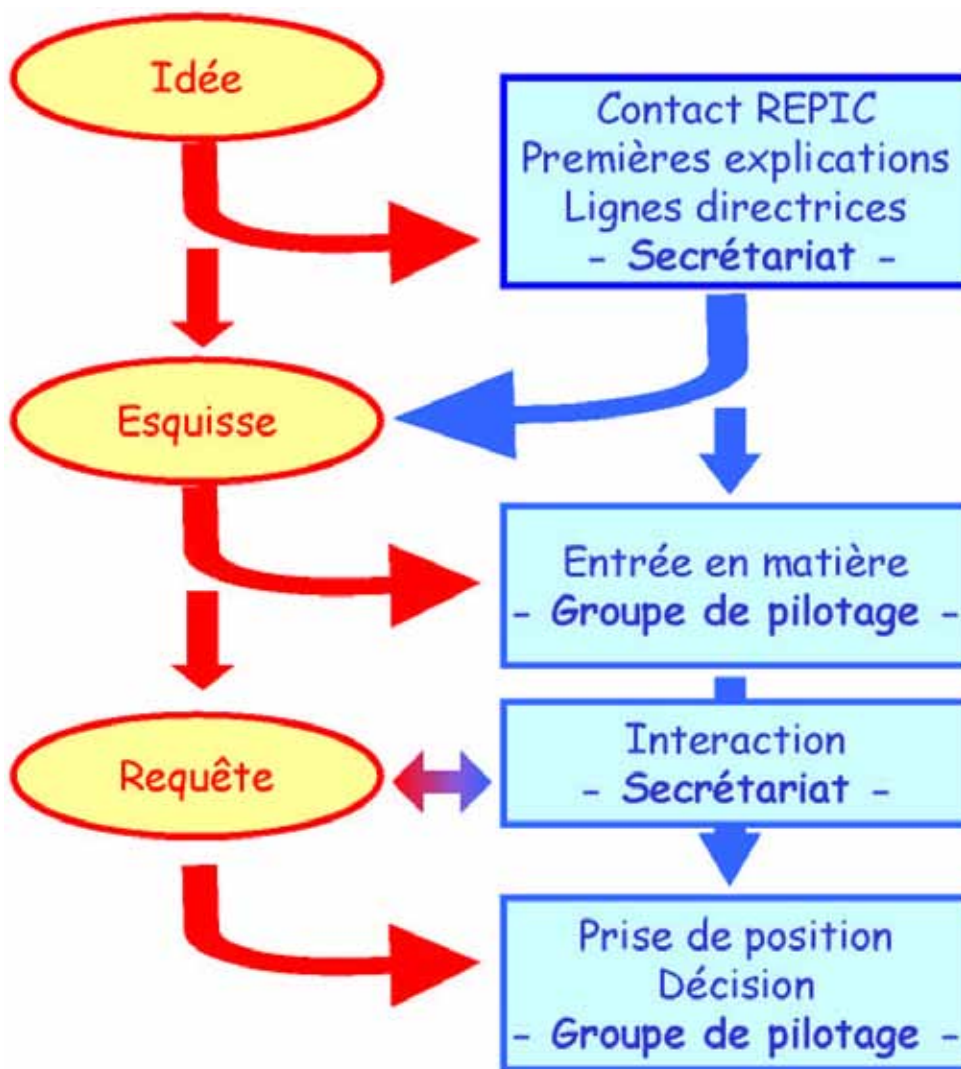 Idée
Contact REPIC
Premières explications
Lignes directrices
- Secrétariat -
Esquisse
Entrée en matière
- Groupe de pilotage -
Requête
Interaction
- Secrétariat -
Prise de position
Décision
- Groupe de pilotage -